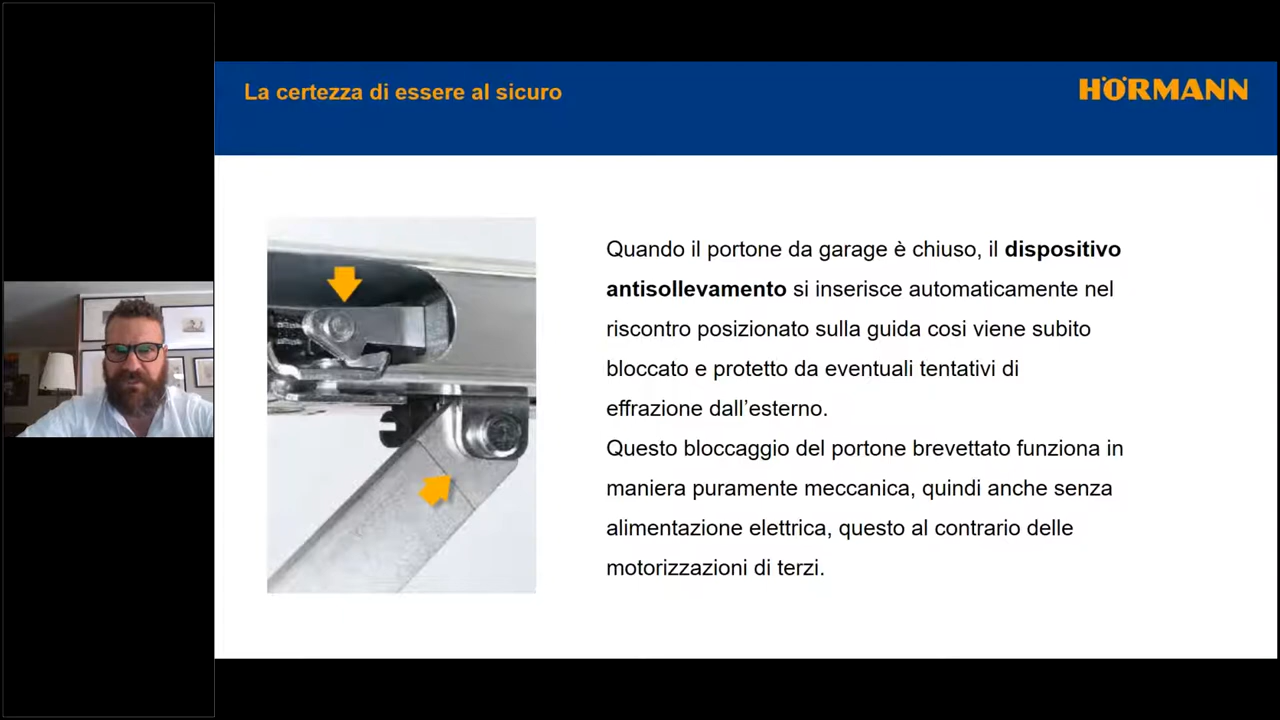 La certezza di essere al sicuro
HÖRMANN
Quando il portone da garage è chiuso, il dispositivo
antisollevamento si inserisce automaticamente nel
riscontro posizionato sulla guida cosi viene subito
bloccato e protetto da eventuali tentativi di
effrazione dall’esterno.
Questo bloccaggio del portone brevettato funziona in
maniera puramente meccanica, quindi anche senza
alimentazione elettrica, questo al contrario delle
motorizzazioni di terzi.